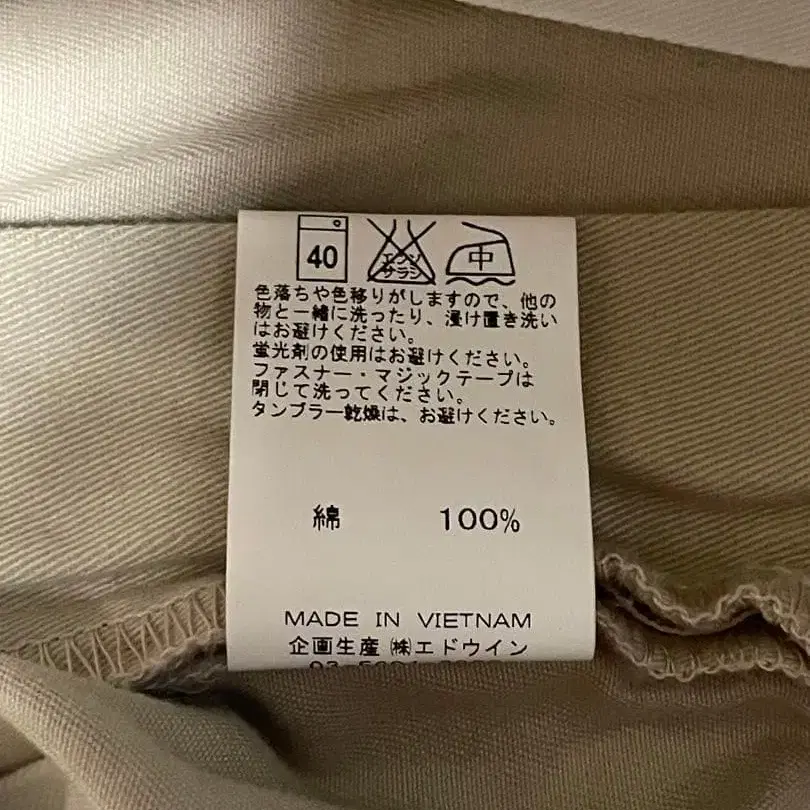 40
エンソ
サラシ
中
色落ちや色移りがしますので、他の
物と一緒に洗ったり、浸け置き洗い
はお避けください。
蛍光剤の使用はお避けください。
ファスナー・マジックテープは
閉じて洗ってください。
タンブラー乾燥は、お避けください。
綿 100%
MADE IN VIETNAM
企画生産 ㈱エドウイン